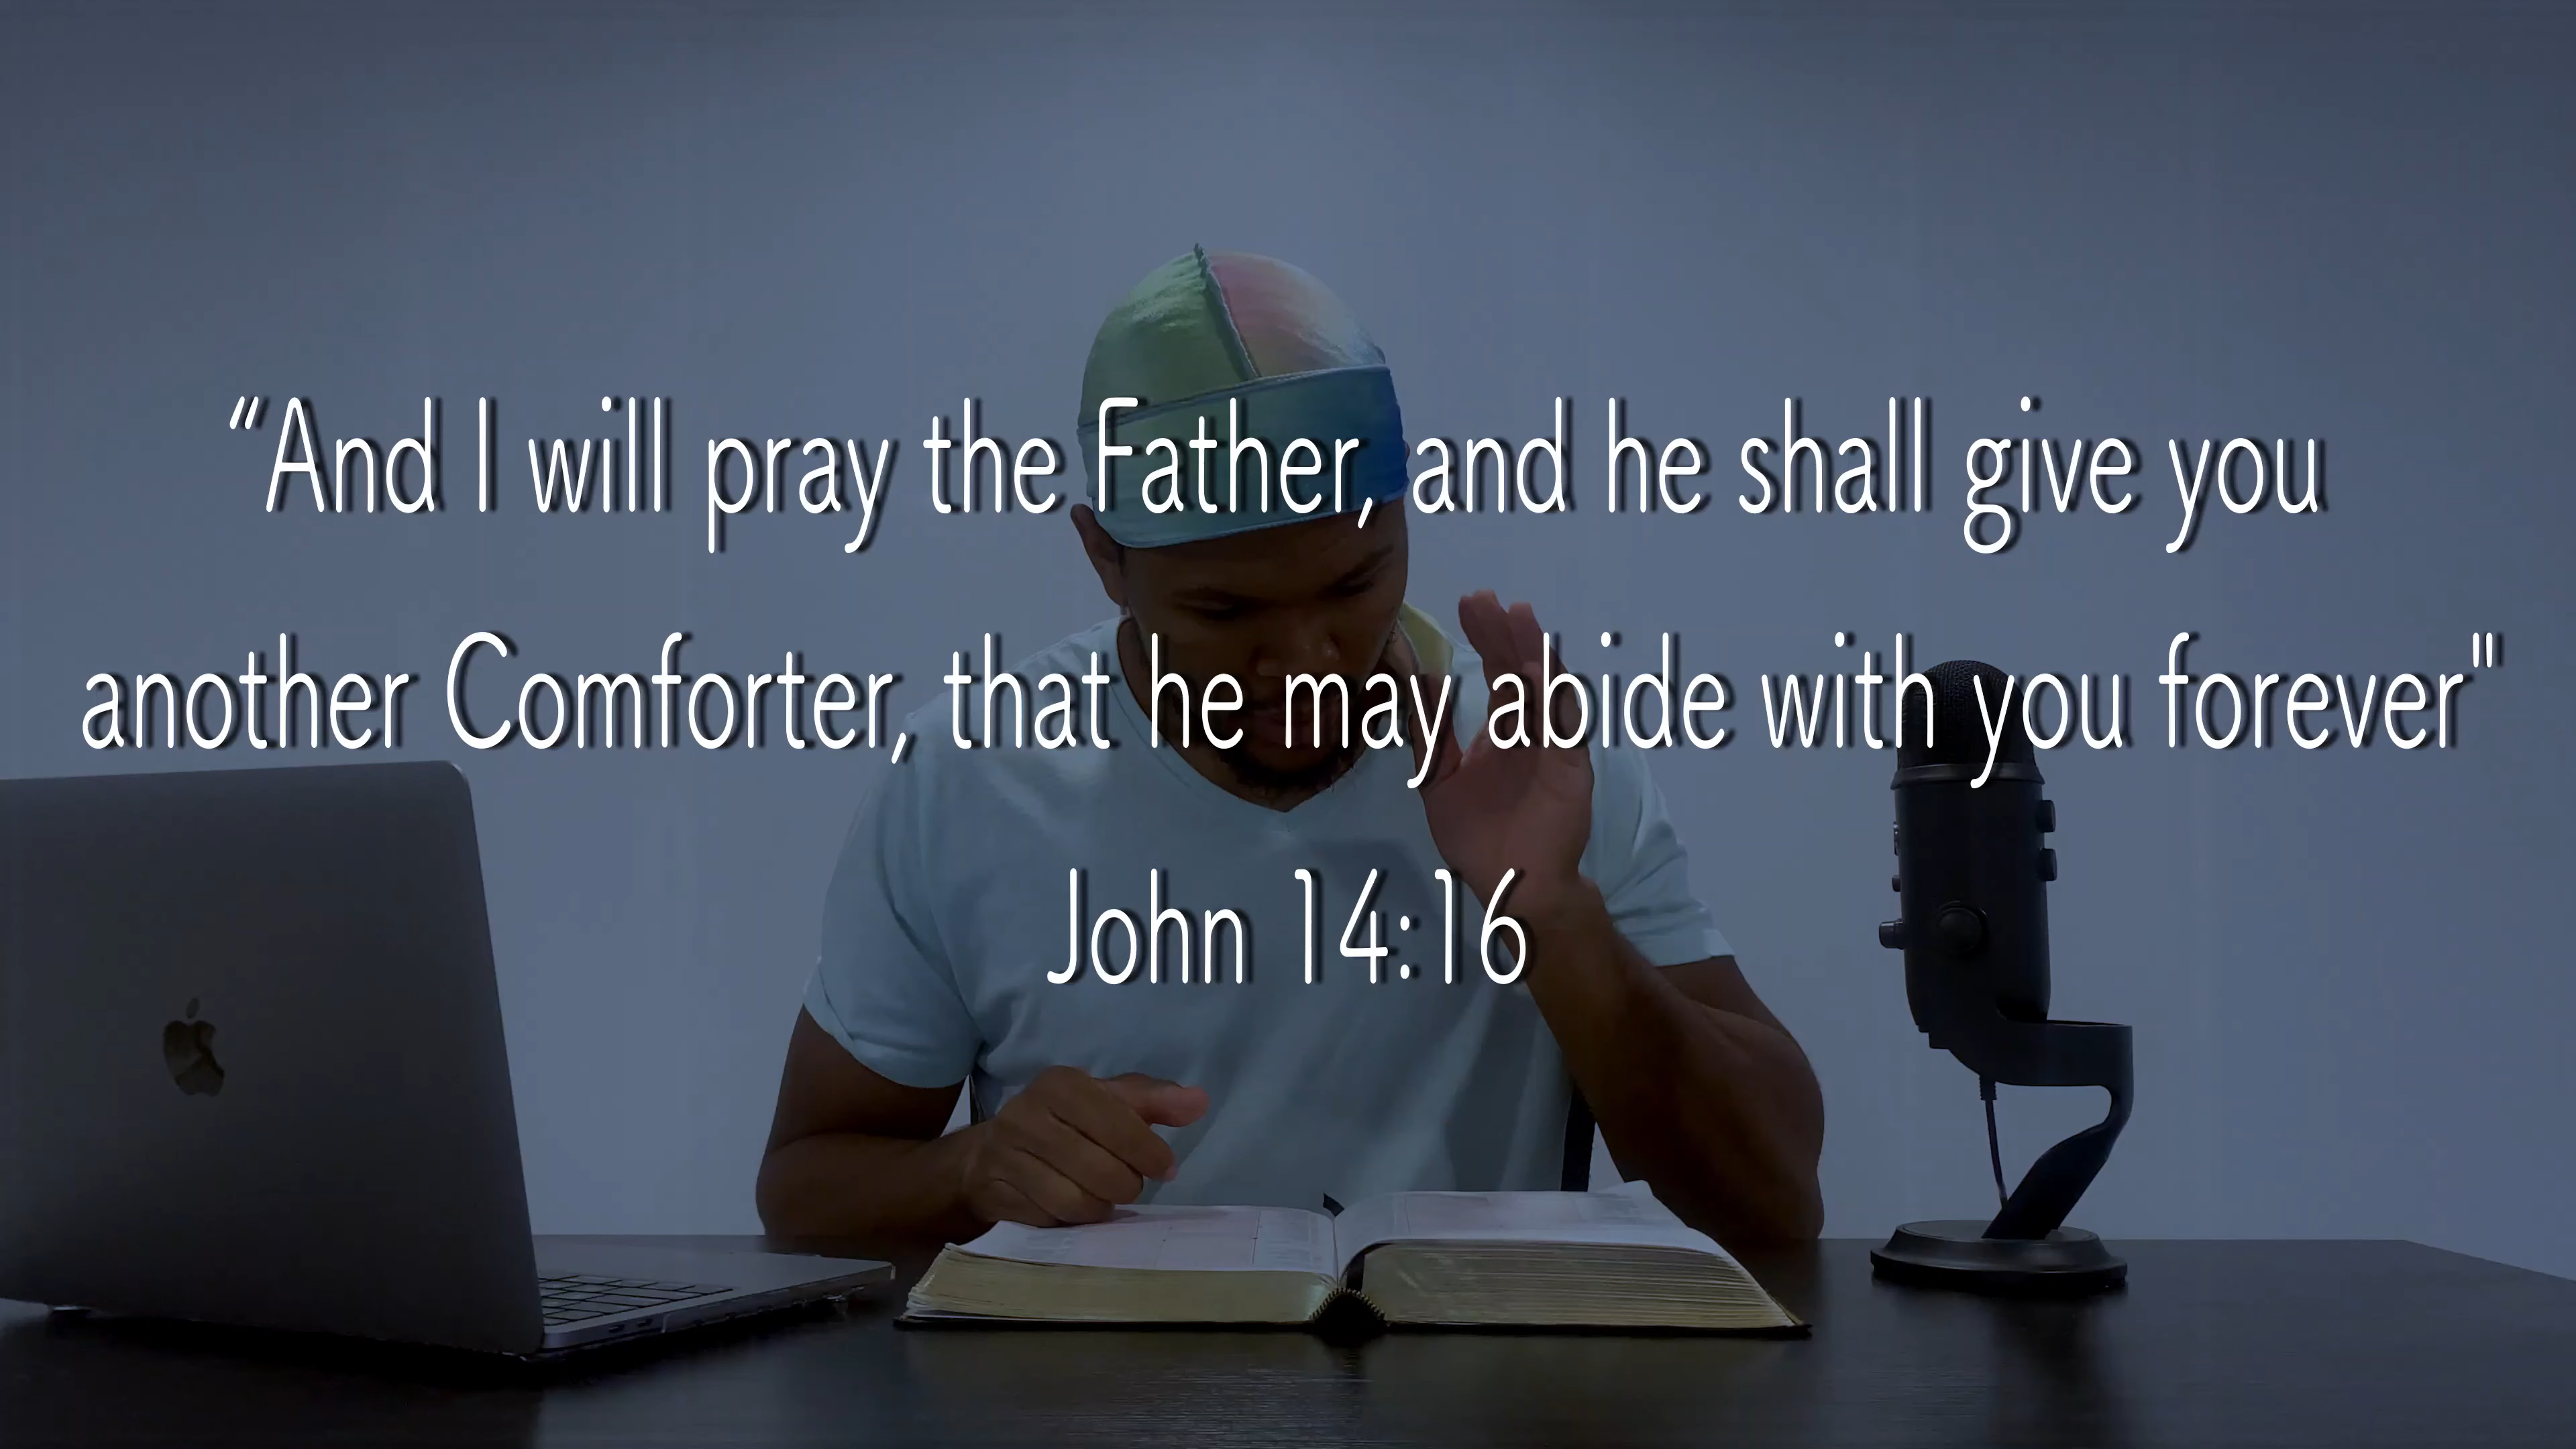 “And I will pray the Father, and he shall give you
another Comforter, that he may abide with you forever"
John 14:16